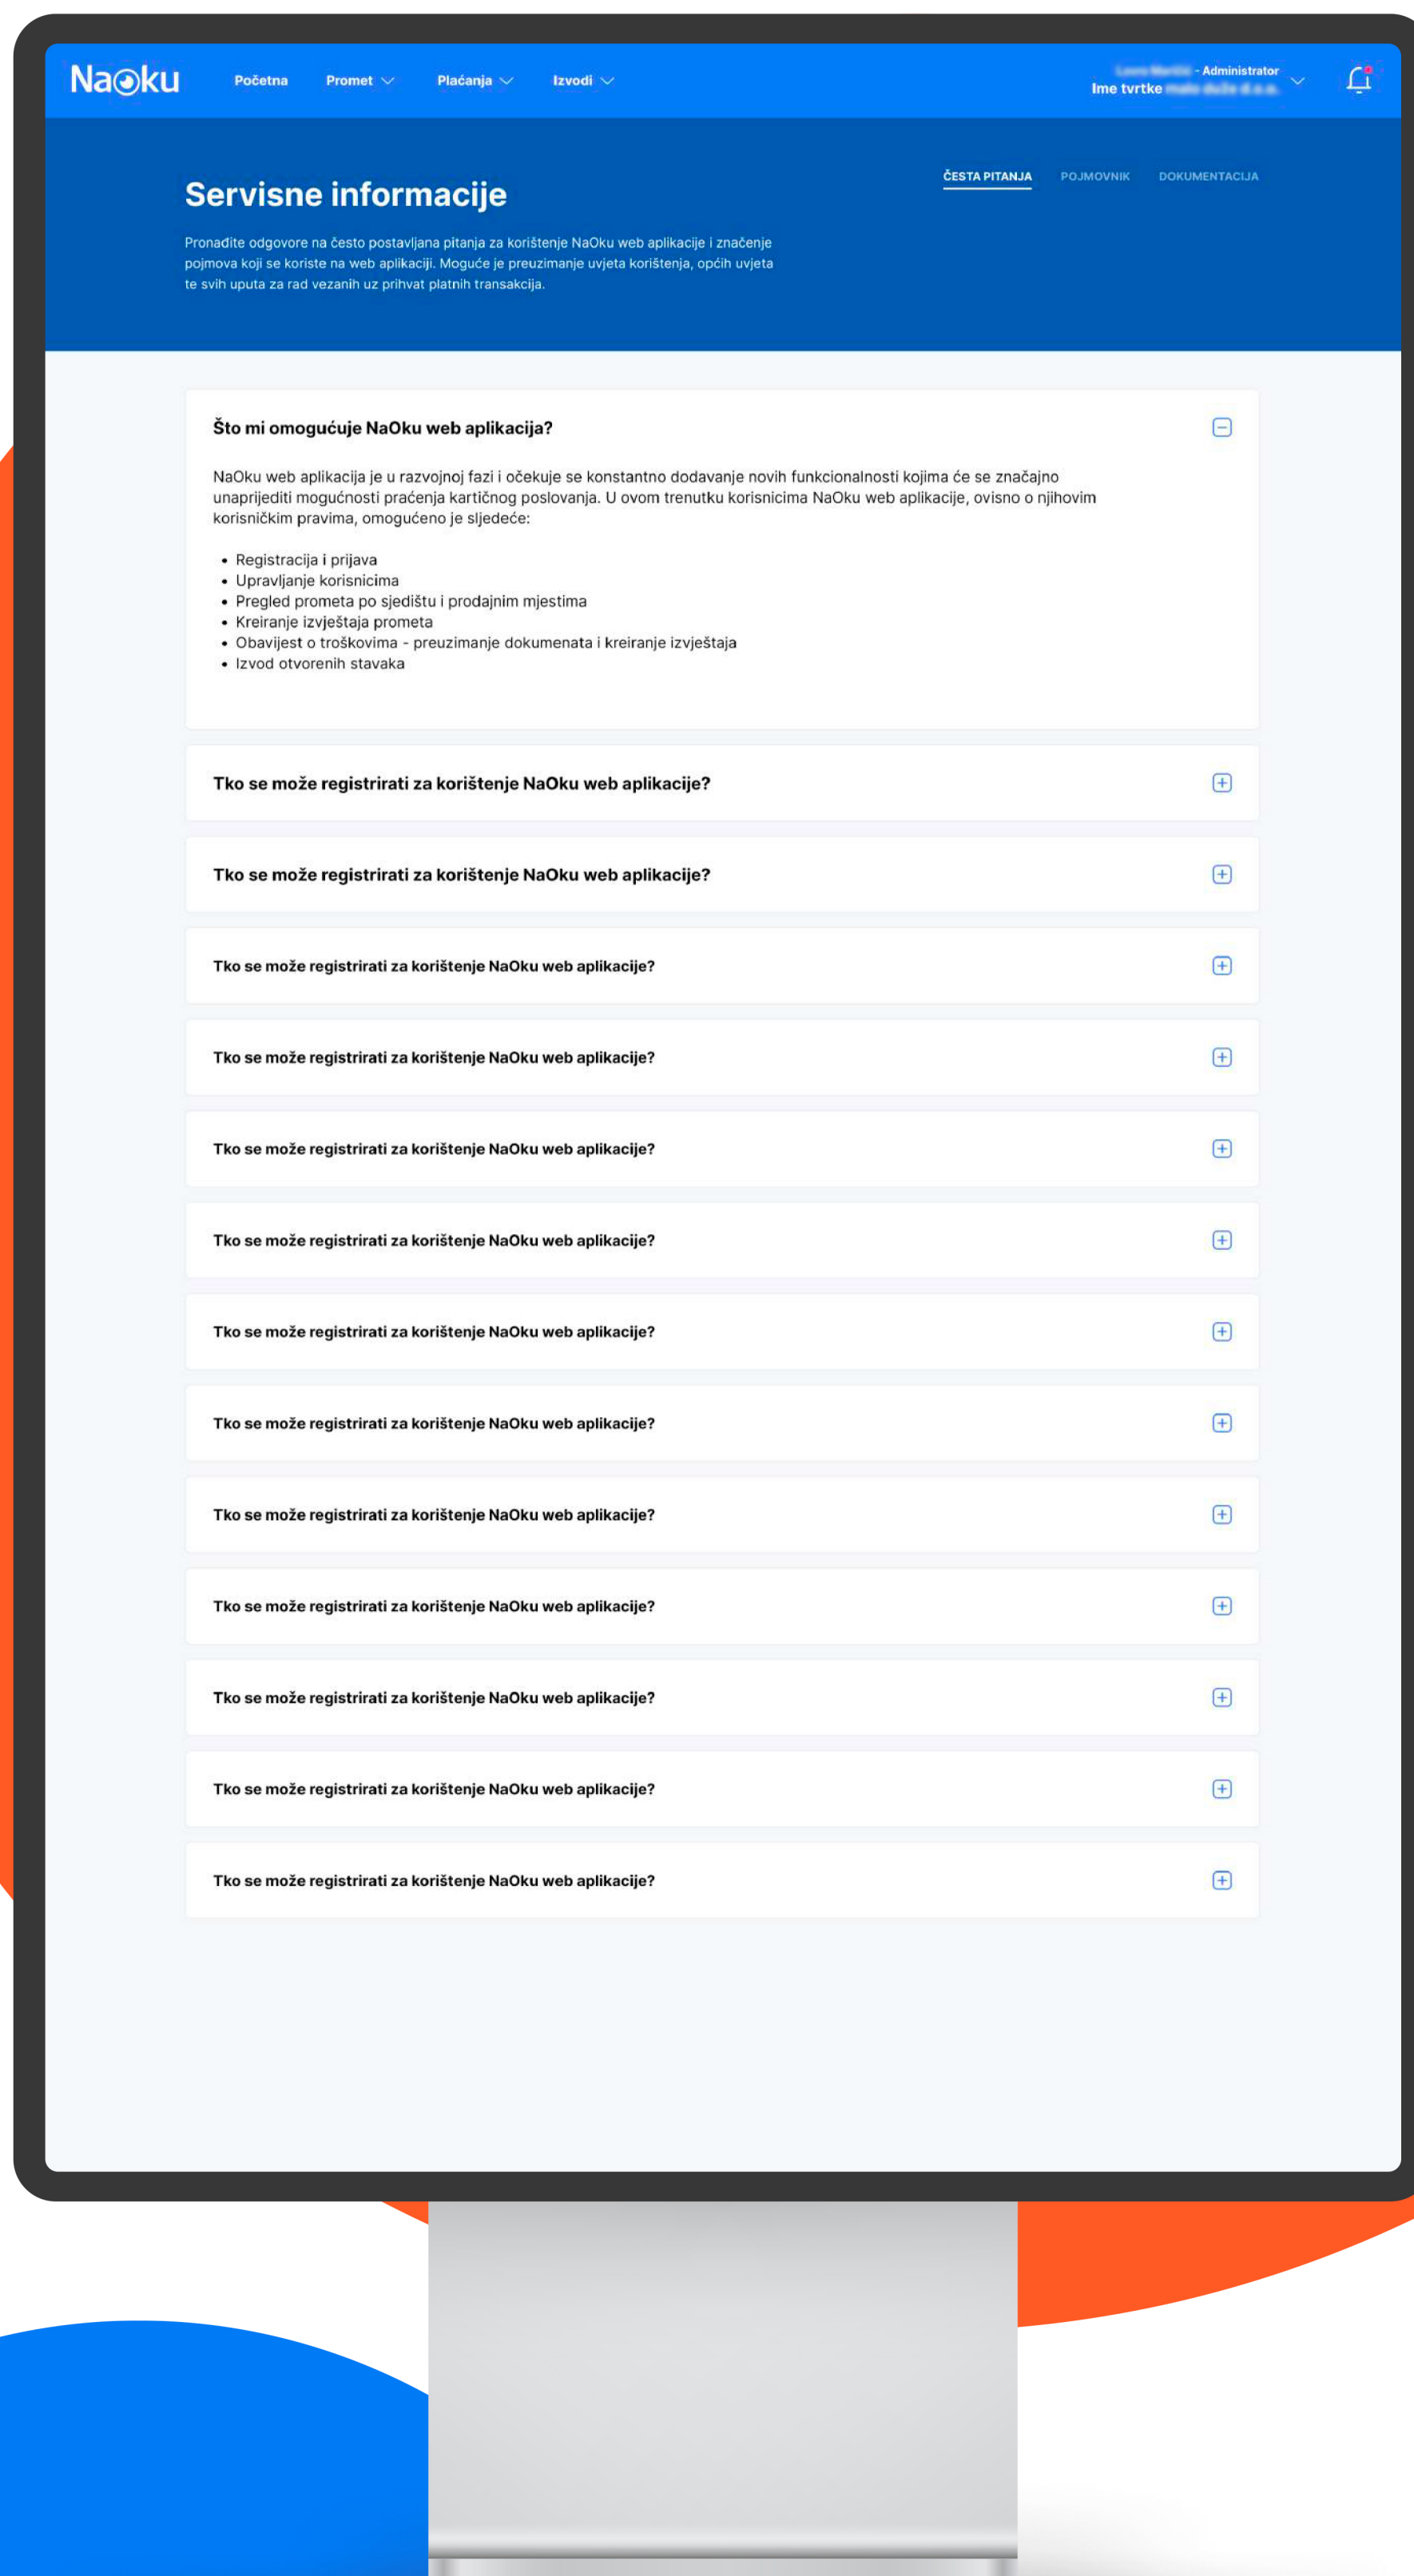 NaOku
Početna
Promet
Plaćanja
Izvodi
- Administrator
Ime tvrtke
Servisne informacije
ČESTA PITANJA
POJMOVNIK
DOKUMENTACIJA
Pronađite odgovore na često postavljana pitanja za korištenje NaOku web aplikacije i značenje
pojmova koji se koriste na web aplikaciji. Moguće je preuzimanje uvjeta korištenja, općih uvjeta
te svih uputa za rad vezanih uz prihvat platnih transakcija.
Što mi omogućuje NaOku web aplikacija?
NaOku web aplikacija je u razvojnoj fazi i očekuje se konstantno dodavanje novih funkcionalnosti kojima će se značajno
unaprijediti mogućnosti praćenja kartičnog poslovanja. U ovom trenutku korisnicima NaOku web aplikacije, ovisno o njihovim
korisničkim pravima, omogućeno je sljedeće:
• Registracija i prijava
• Upravljanje korisnicima
• Pregled prometa po sjedištu i prodajnim mjestima
• Kreiranje izvještaja prometa
• Obavijest o troškovima - preuzimanje dokumenata i kreiranje izvještaja
• Izvod otvorenih stavaka
Tko se može registrirati za korištenje NaOku web aplikacije?
Tko se može registrirati za korištenje NaOku web aplikacije?
Tko se može registrirati za korištenje NaOku web aplikacije?
Tko se može registrirati za korištenje NaOku web aplikacije?
Tko se može registrirati za korištenje NaOku web aplikacije?
Tko se može registrirati za korištenje NaOku web aplikacije?
Tko se može registrirati za korištenje NaOku web aplikacije?
Tko se može registrirati za korištenje NaOku web aplikacije?
Tko se može registrirati za korištenje NaOku web aplikacije?
Tko se može registrirati za korištenje NaOku web aplikacije?
Tko se može registrirati za korištenje NaOku web aplikacije?
Tko se može registrirati za korištenje NaOku web aplikacije?
Tko se može registrirati za korištenje NaOku web aplikacije?